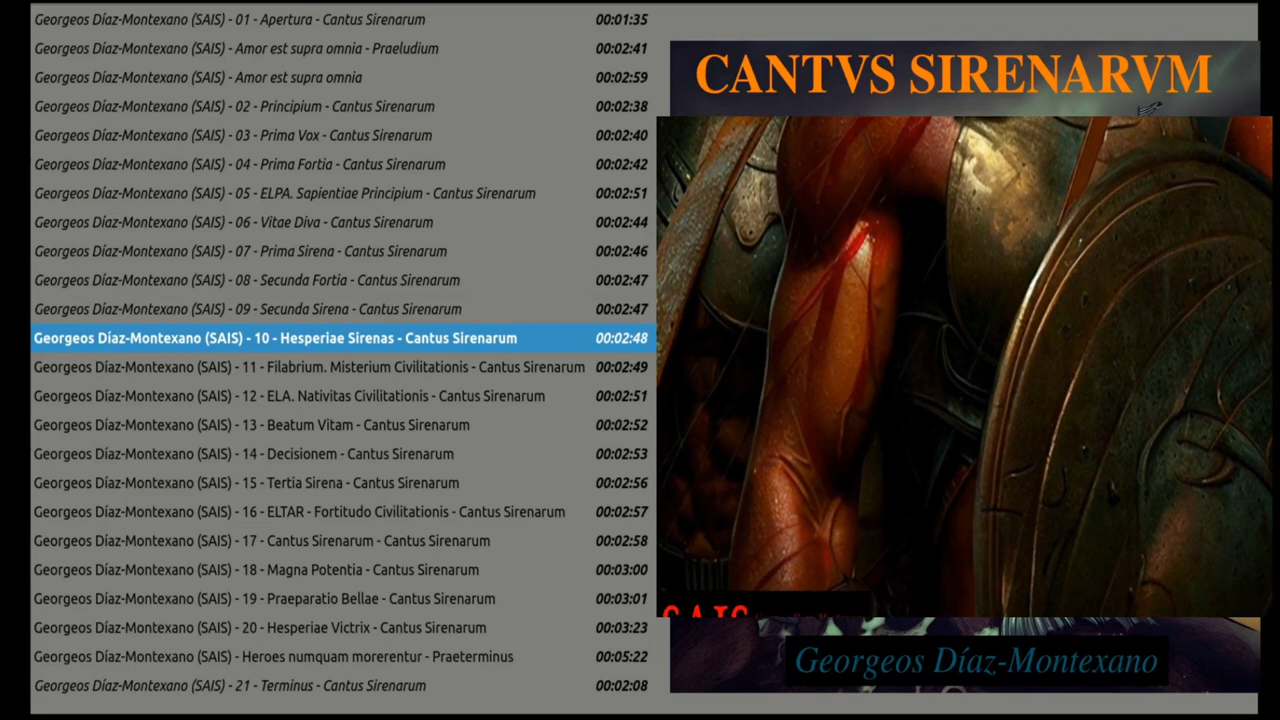 Georgeos Díaz-Montexano (SAIS) - 01 - Apertura - Cantus Sirenarum 00:01:35
Georgeos Díaz-Montexano (SAIS) - Amor est supra omnia - Praeludium 00:02:41
Georgeos Díaz-Montexano (SAIS) - Amor est supra omnia 00:02:59
Georgeos Díaz-Montexano (SAIS) - 02 - Principium - Cantus Sirenarum 00:02:38
Georgeos Díaz-Montexano (SAIS) - 03 - Prima Vox - Cantus Sirenarum 00:02:40
Georgeos Díaz-Montexano (SAIS) - 04 - Prima Fortia - Cantus Sirenarum 00:02:42
Georgeos Díaz-Montexano (SAIS) - 05 - ELPA. Sapientiae Principium - Cantus Sirenarum 00:02:51
Georgeos Díaz-Montexano (SAIS) - 06 - Vitae Diva - Cantus Sirenarum 00:02:44
Georgeos Díaz-Montexano (SAIS) - 07 - Prima Sirena - Cantus Sirenarum 00:02:46
Georgeos Díaz-Montexano (SAIS) - 08 - Secunda Fortia - Cantus Sirenarum 00:02:47
Georgeos Díaz-Montexano (SAIS) - 09 - Secunda Sirena - Cantus Sirenarum 00:02:47
Georgeos Díaz-Montexano (SAIS) - 10 - Hesperiae Sirenas - Cantus Sirenarum 00:02:48
Georgeos Díaz-Montexano (SAIS) - 11 - Filabrium. Misterium Civilitationis - Cantus Sirenarum 00:02:49
Georgeos Díaz-Montexano (SAIS) - 12 - ELA. Nativitas Civilitationis - Cantus Sirenarum 00:02:51
Georgeos Díaz-Montexano (SAIS) - 13 - Beatum Vitam - Cantus Sirenarum 00:02:52
Georgeos Díaz-Montexano (SAIS) - 14 - Decisionem - Cantus Sirenarum 00:02:53
Georgeos Díaz-Montexano (SAIS) - 15 - Tertia Sirena - Cantus Sirenarum 00:02:56
Georgeos Díaz-Montexano (SAIS) - 16 - ELTAR - Fortitudo Civilitationis - Cantus Sirenarum 00:02:57
Georgeos Díaz-Montexano (SAIS) - 17 - Cantus Sirenarum - Cantus Sirenarum 00:02:58
Georgeos Díaz-Montexano (SAIS) - 18 - Magna Potentia - Cantus Sirenarum 00:03:00
Georgeos Díaz-Montexano (SAIS) - 19 - Praeparatio Bellae - Cantus Sirenarum 00:03:01
Georgeos Díaz-Montexano (SAIS) - 20 - Hesperiae Victrix - Cantus Sirenarum 00:03:23
Georgeos Díaz-Montexano (SAIS) - Heroes numquam morerentur - Praeterminus 00:05:22
Georgeos Díaz-Montexano (SAIS) - 21 - Terminus - Cantus Sirenarum 00:02:08
CANTVS SIRENARVM
Georgeos Díaz-Montexano